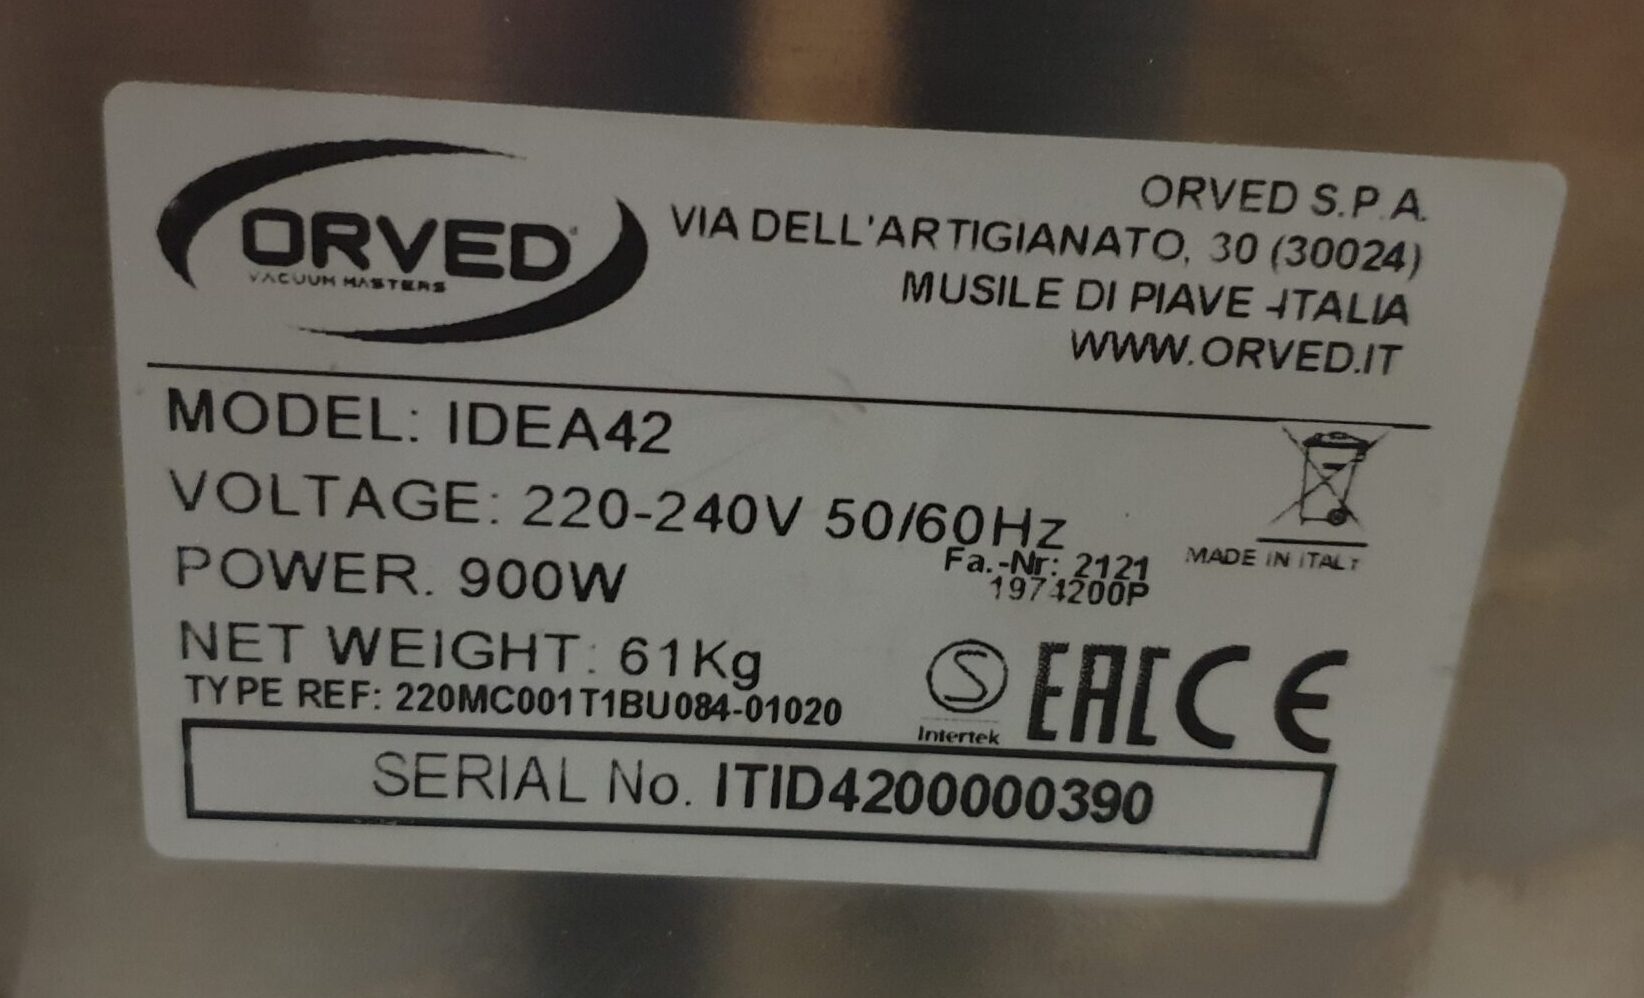 ORVED
VACUUM MASTERS
ORVED S.P.A.
VIA DELL'ARTIGIANATO, 30 (30024)
MUSILE DI PIAVE -ITALIA
WWW.ORVED.IT
MODEL: IDEA42
VOLTAGE: 220-240V 50/60Hz
POWER. 900W
Fa.-Nr: 2121
1974200P
MADE IN ITALY
NET WEIGHT: 61Kg
TYPE REF: 220MC001T1BU084-01020
S
Intertek
EAC CE
SERIAL No. ITID4200000390